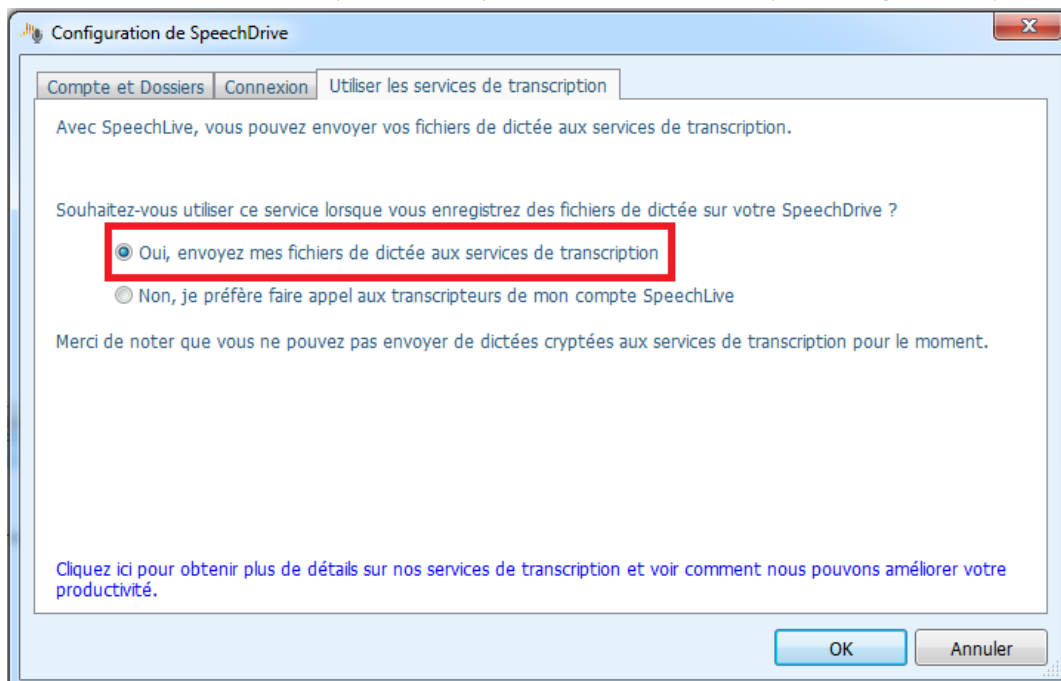 Configuration de SpeechDrive
Compte et Dossiers Connexion Utiliser les services de transcription
Avec SpeechLive, vous pouvez envoyer vos fichiers de dictée aux services de transcription.
Souhaitez-vous utiliser ce service lorsque vous enregistrez des fichiers de dictée sur votre SpeechDrive ?
Oui, envoyez mes fichiers de dictée aux services de transcription
Non, je préfère faire appel aux transcripteurs de mon compte SpeechLive
Merci de noter que vous ne pouvez pas envoyer de dictées cryptées aux services de transcription pour le moment.
Cliquez ici pour obtenir plus de détails sur nos services de transcription et voir comment nous pouvons améliorer votre
productivité.
OK Annuler